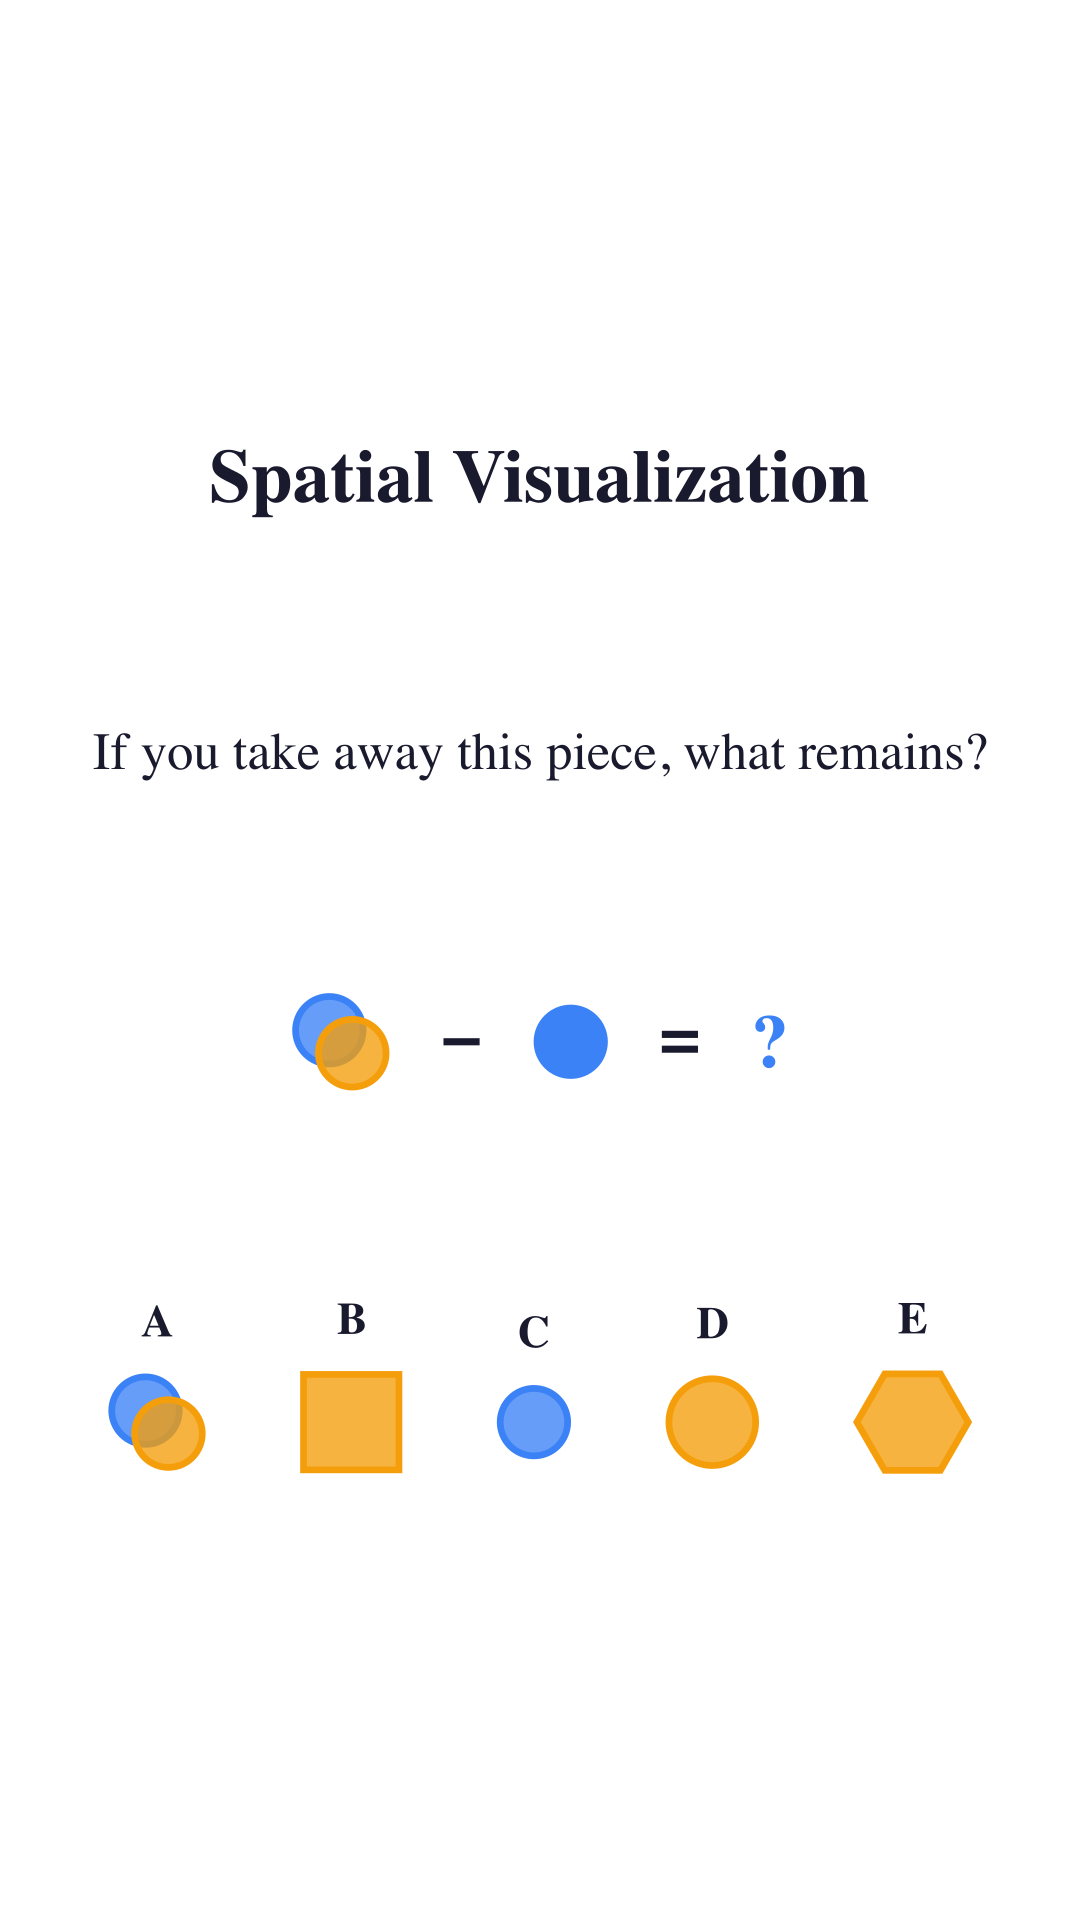 Spatial Visualization
If you take away this piece, what remains?
– = ?
A B C D E